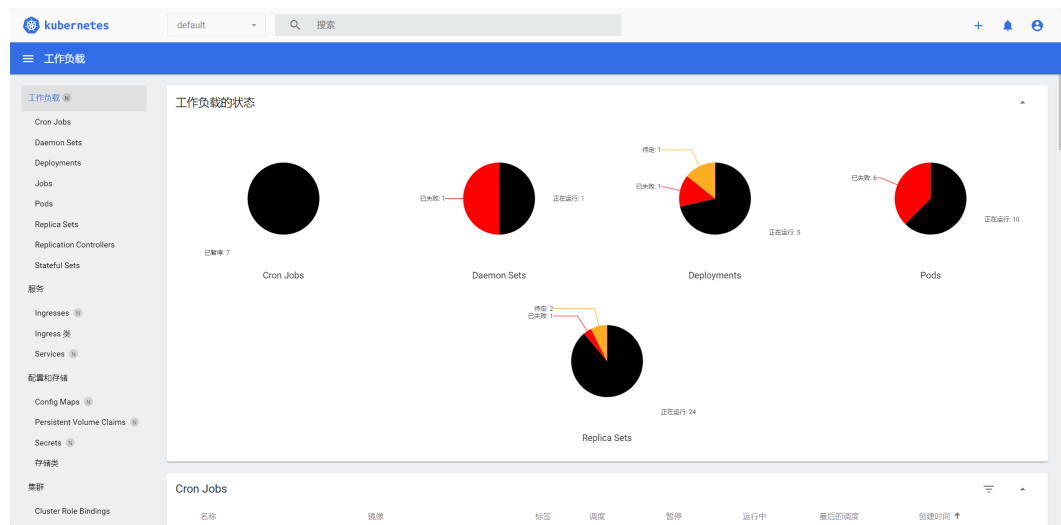 kubernetes
default
搜索
工作负载
工作负载 N
Cron Jobs
Daemon Sets
Deployments
Jobs
Pods
Replica Sets
Replication Controllers
Stateful Sets
服务
Ingresses N
Ingress 类
Services N
配置和存储
Config Maps N
Persistent Volume Claims N
Secrets N
存储类
集群
Cluster Role Bindings
工作负载的状态
已暂停: 7
Cron Jobs
已失败: 1
正在运行: 1
Daemon Sets
待定: 1
已失败: 1
正在运行: 5
Deployments
已失败: 6
正在运行: 10
Pods
待定: 2
已失败: 1
正在运行: 24
Replica Sets
Cron Jobs
名称 镜像 标签 调度 暂停 运行中 最后的调度 创建时间 ↑